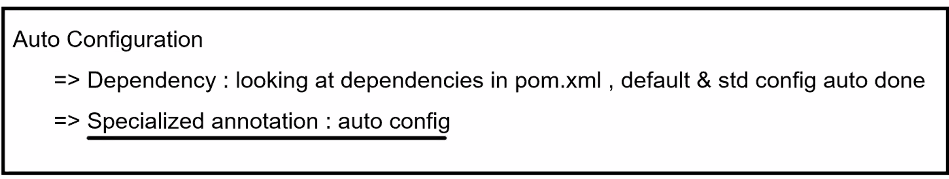 Auto Configuration
=> Dependency : looking at dependencies in pom.xml , default & std config auto done
=> Specialized annotation : auto config